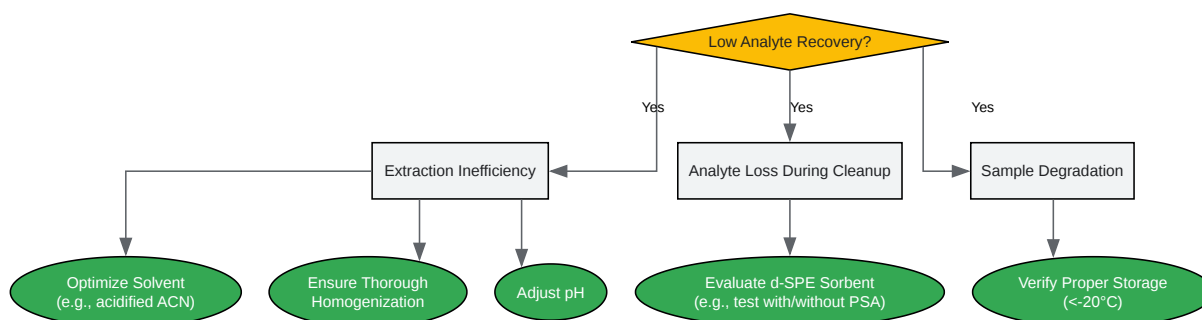 Low Analyte Recovery?
Yes
Yes
Yes
Extraction Inefficiency
Analyte Loss During Cleanup
Sample Degradation
Optimize Solvent
(e.g., acidified ACN)
Ensure Thorough
Homogenization
Adjust pH
Evaluate d-SPE Sorbent
(e.g., test with/without PSA)
Verify Proper Storage
(<-20°C)